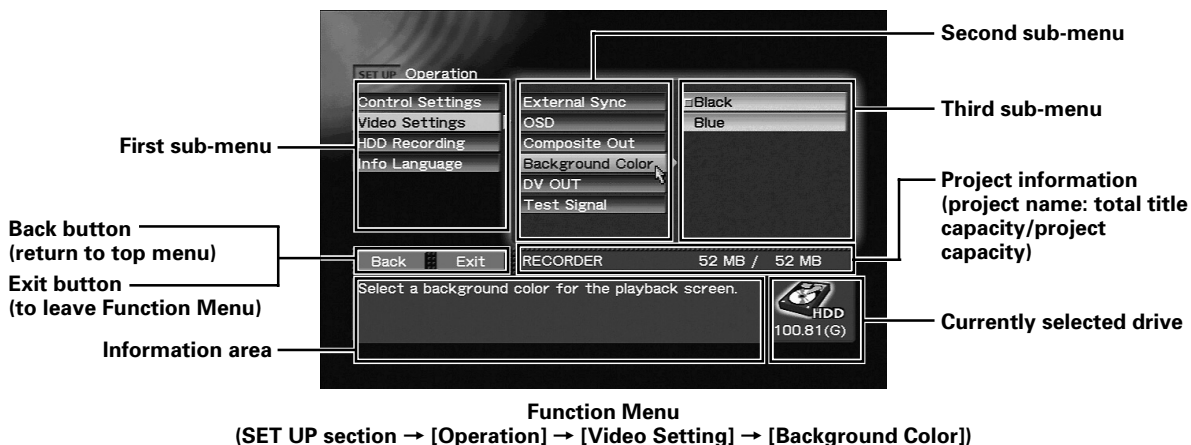 Second sub-menu
SET UP Operation
Control Settings
Video Settings
HDD Recording
Info Language
External Sync
OSD
Composite Out
Background Color
DV OUT
Test Signal
Black
Blue
Third sub-menu
First sub-menu
Project information
(project name: total title
capacity/project
capacity)
Back button
(return to top menu)
Exit button
(to leave Function Menu)
Back Exit
RECORDER 52 MB / 52 MB
Select a background color for the playback screen.
HDD
100.81(G)
Currently selected drive
Information area
Function Menu
(SET UP section → [Operation] → [Video Setting] → [Background Color])